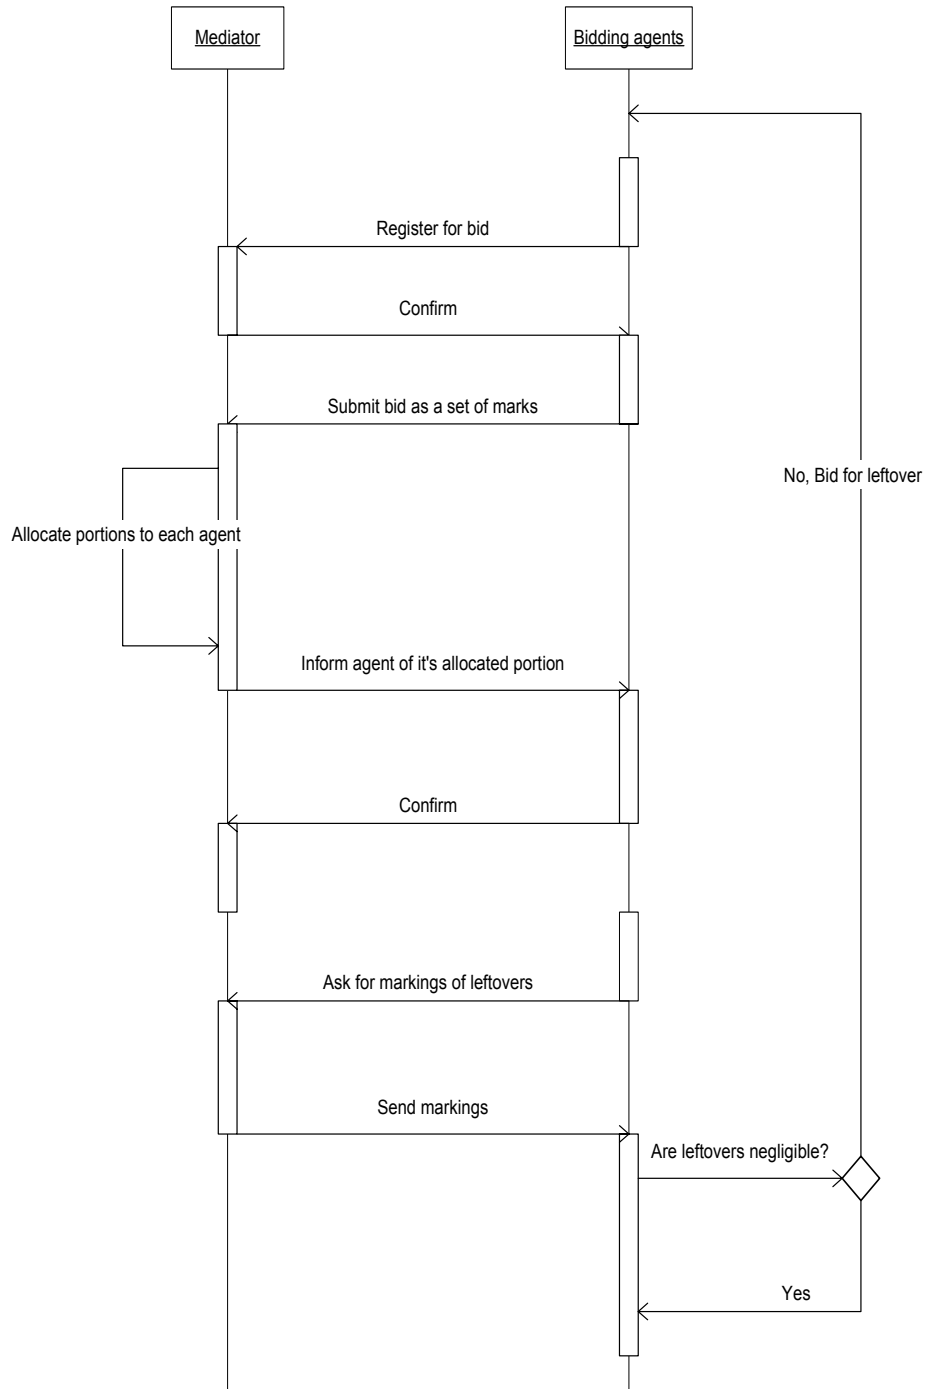 Mediator
Bidding agents
Register for bid
Confirm
Submit bid as a set of marks
No, Bid for leftover
Allocate portions to each agent
Inform agent of it's allocated portion
Confirm
Ask for markings of leftovers
Send markings
Are leftovers negligible?
Yes